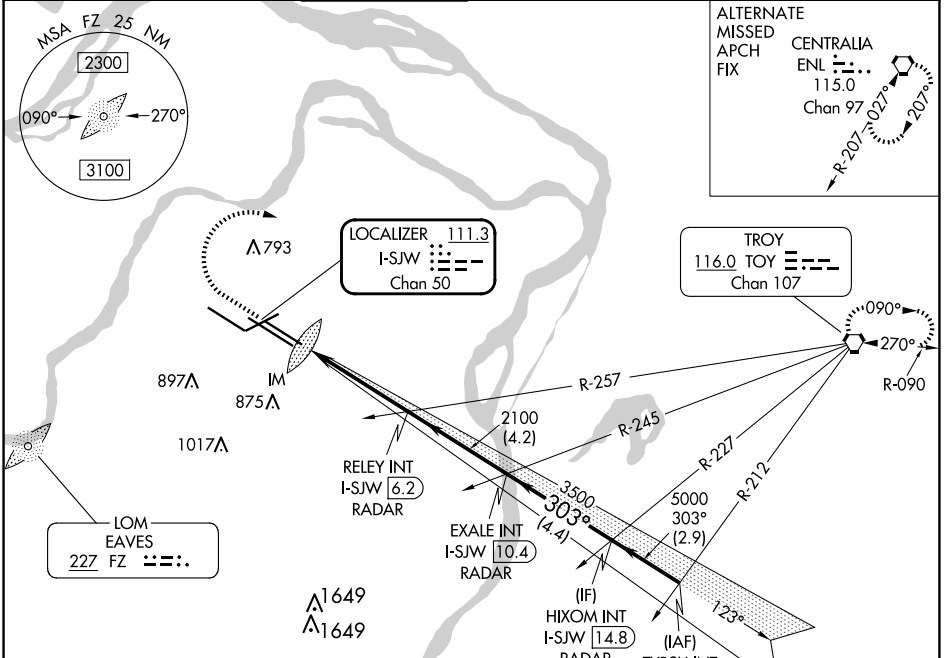 MSA FZ 25 NM
2300
090°
270°
3100
ALTERNATE
MISSED
APCH
FIX
CENTRALIA
ENL
115.0
Chan 97
R-207
027°
207°
793
LOCALIZER 111.3
I-SJW
Chan 50
TROY
116.0 TOY
Chan 107
090°
270°
R-090
897
IM
875
1017
R-257
R-245
R-227
R-212
2100
(4.2)
RELEY INT
I-SJW 6.2
RADAR
3500
303°
(4.4)
5000
303°
(2.9)
EXALE INT
I-SJW 10.4
RADAR
LOM
EAVES
227 FZ
1649
1649
(IF)
HIXOM INT
I-SJW 14.8
RADAR
(IAF)
123°